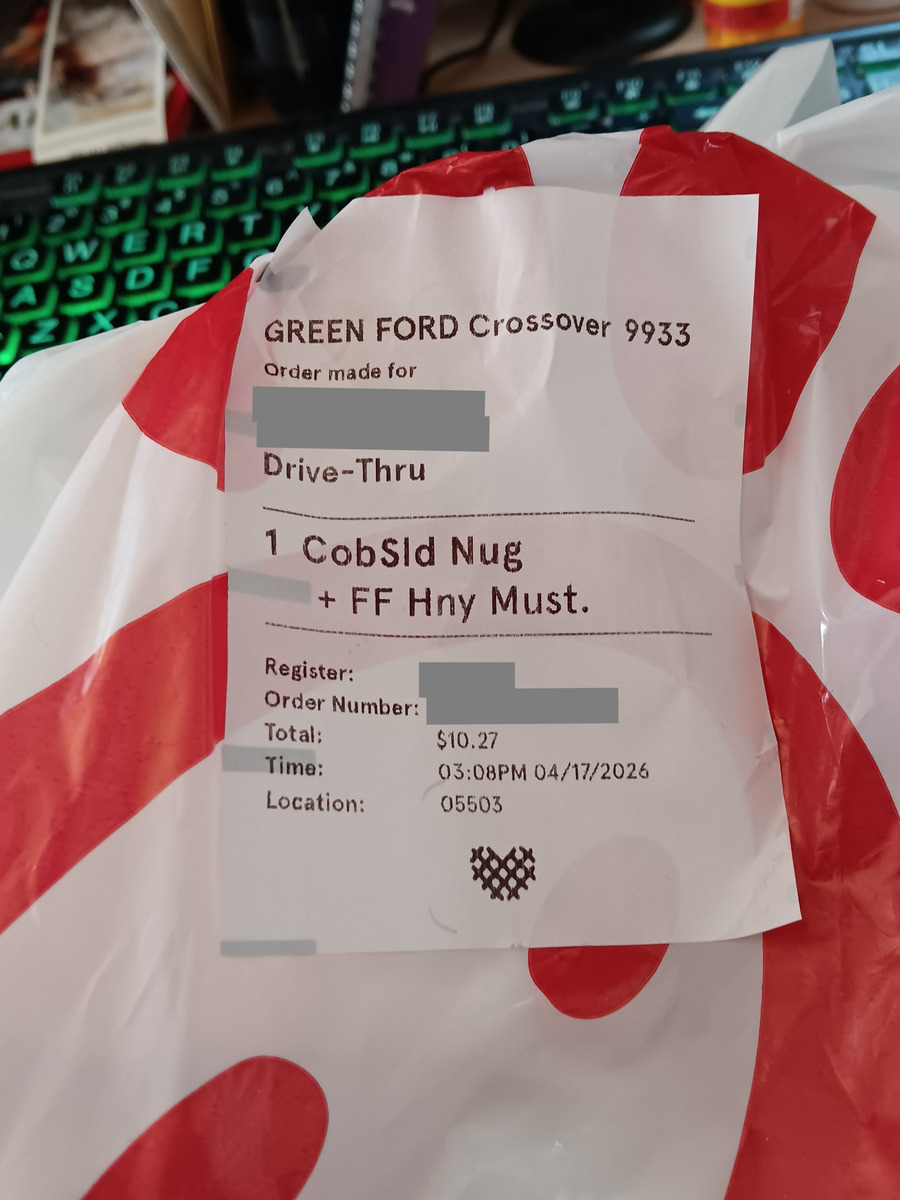 GREEN FORD Crossover 9933
Order made for
Drive-Thru
1 CobSld Nug
+ FF Hny Must.
Register:
Order Number:
Total: $10.27
Time: 03:08PM 04/17/2026
Location: 05503
Q W E R T
A S D F
Z X